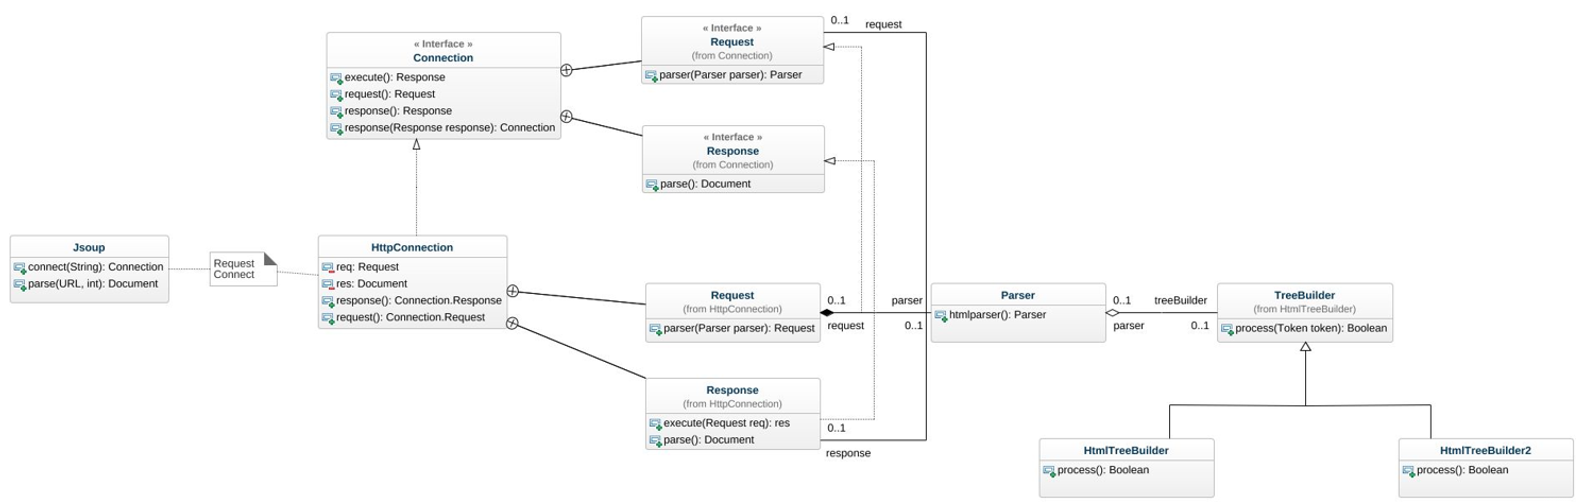 « Interface »
Connection
execute(): Response
request(): Request
response(): Response
response(Response response): Connection
« Interface »
Request
(from Connection)
parser(Parser parser): Parser
0..1
request
« Interface »
Response
(from Connection)
parse(): Document
Jsoup
connect(String): Connection
parse(URL, int): Document
Request
Connect
HttpConnection
req: Request
res: Document
response(): Connection.Response
request(): Connection.Request
Request
(from HttpConnection)
parser(Parser parser): Request
0..1
request
parser
0..1
Response
(from HttpConnection)
execute(Request req): res
parse(): Document
0..1
response
Parser
htmlparser(): Parser
0..1
parser
treeBuilder
0..1
TreeBuilder
(from HtmlTreeBuilder)
process(Token token): Boolean
HtmlTreeBuilder
process(): Boolean
HtmlTreeBuilder2
process(): Boolean